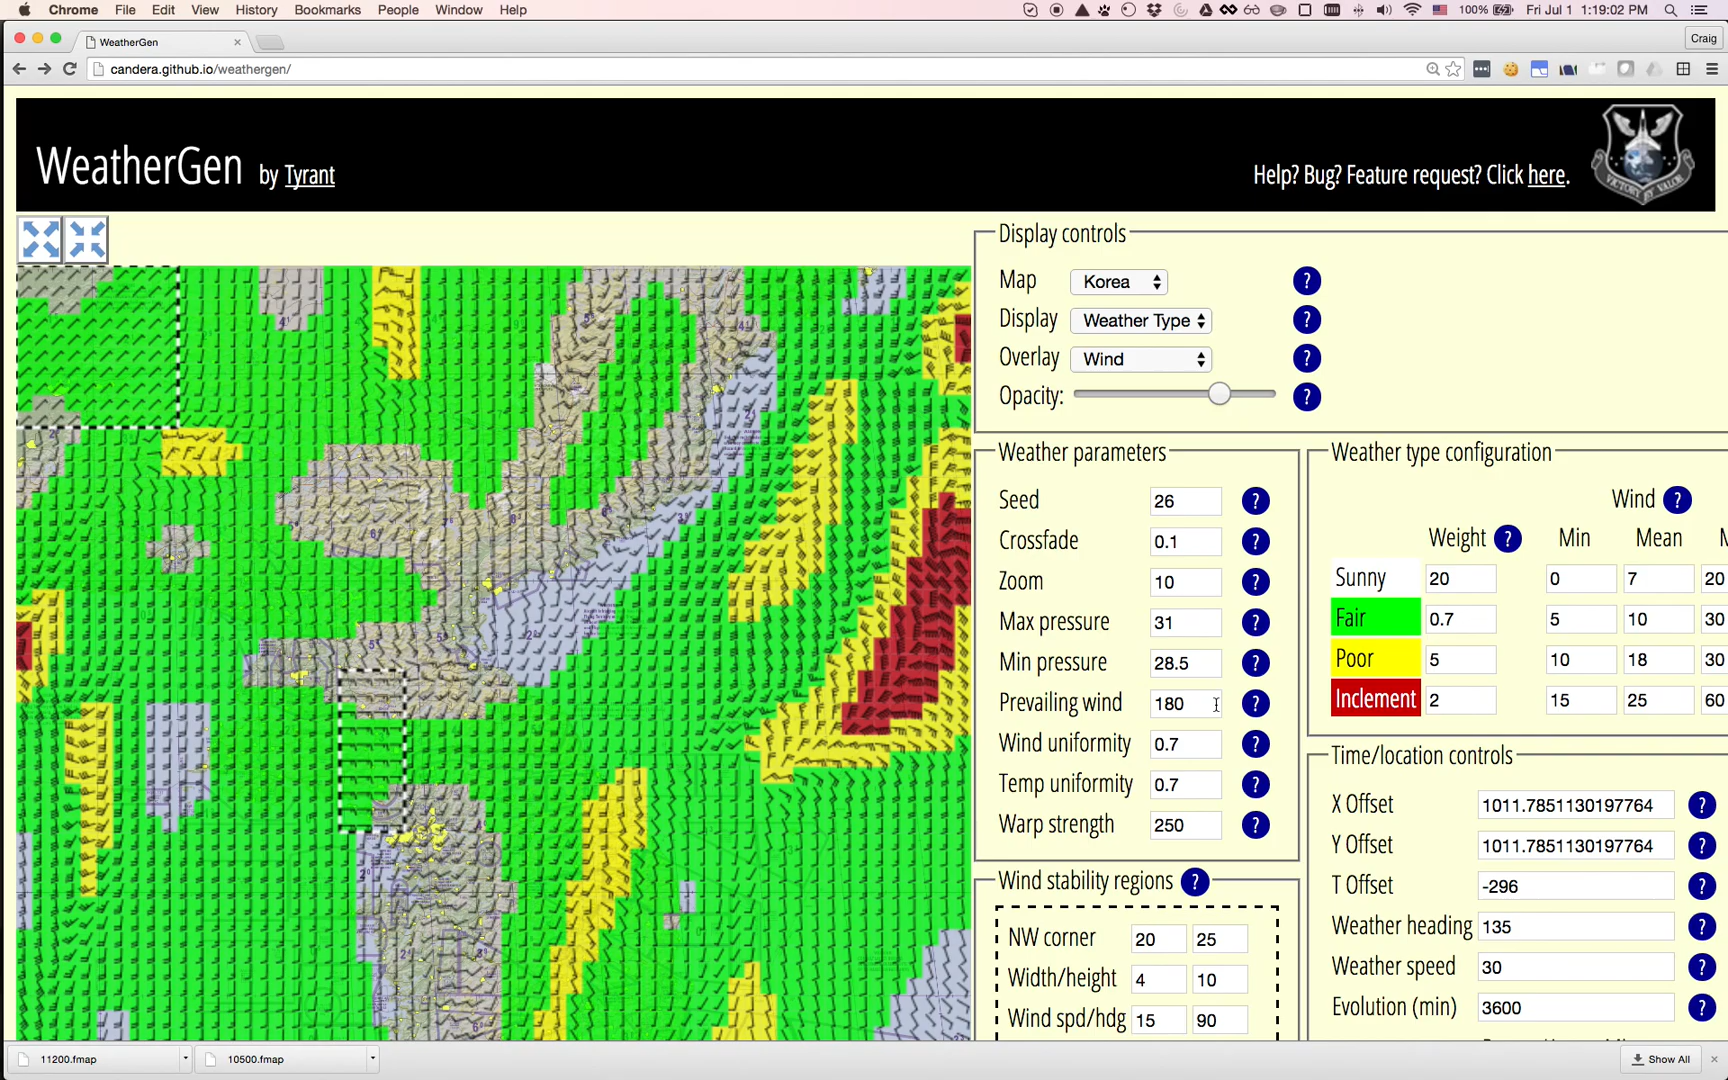 Chrome File Edit View History Bookmarks People Window Help 100% Fri Jul 1 1:19:02 PM
WeatherGen Craig
candera.github.io/weathergen/
WeatherGen by Tyrant
Help? Bug? Feature request? Click here.
VICTORY BY VALOR
Display controls
Map Korea ?
Display Weather Type ?
Overlay Wind ?
Opacity: ?
Weather parameters
Seed 26 ?
Crossfade 0.1 ?
Zoom 10 ?
Max pressure 31 ?
Min pressure 28.5 ?
Prevailing wind 180 ?
Wind uniformity 0.7 ?
Temp uniformity 0.7 ?
Warp strength 250 ?
Weather type configuration
Wind ?
Weight ? Min Mean M
Sunny 20 0 7 20
Fair 0.7 5 10 30
Poor 5 10 18 30
Inclement 2 15 25 60
Wind stability regions ?
NW corner 20 25
Width/height 4 10
Wind spd/hdg 15 90
Time/location controls
X Offset 1011.7851130197764 ?
Y Offset 1011.7851130197764 ?
T Offset -296 ?
Weather heading 135 ?
Weather speed 30 ?
Evolution (min) 3600 ?
11200.fmap 10500.fmap Show All